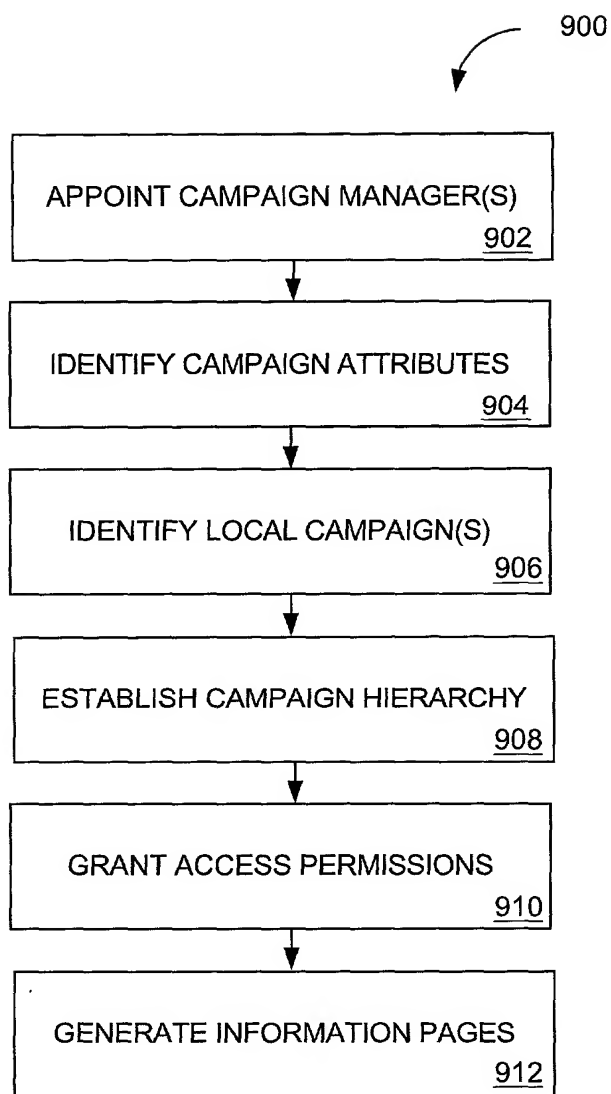 900
APPOINT CAMPAIGN MANAGER(S)
902
IDENTIFY CAMPAIGN ATTRIBUTES
904
IDENTIFY LOCAL CAMPAIGN(S)
906
ESTABLISH CAMPAIGN HIERARCHY
908
GRANT ACCESS PERMISSIONS
910
GENERATE INFORMATION PAGES
912